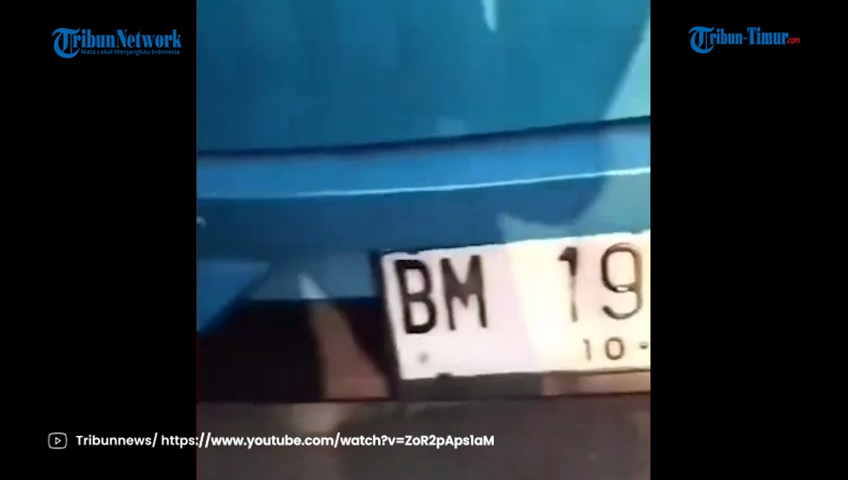 TRIBUNNETWORK
Mata Lokal Menjangkau Indonesia
Tribun-Timur.com
BM 19
10-
Tribunnews/ https://www.youtube.com/watch?v=ZoR2pAps1aM